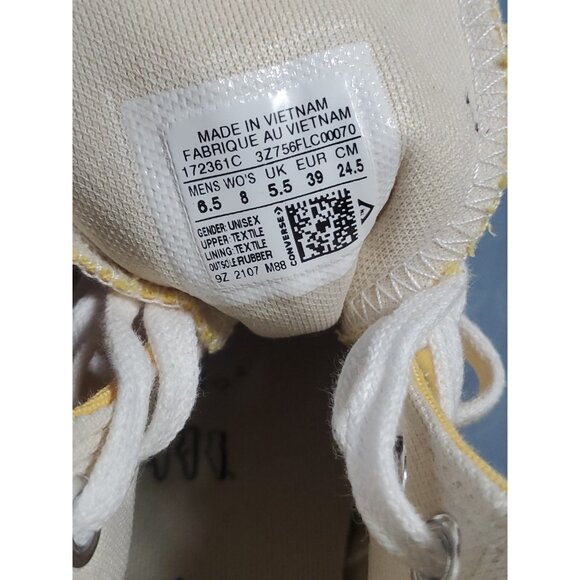 MADE IN VIETNAM
FABRIQUE AU VIETNAM
172361C 3Z756FLC00070
MENS WO'S UK EUR CM
6.5 8 5.5 39 24.5
GENDER: UNISEX
UPPER: TEXTILE
LINING: TEXTILE
OUTSOLE: RUBBER
9Z 2107 M88
CONVERSE